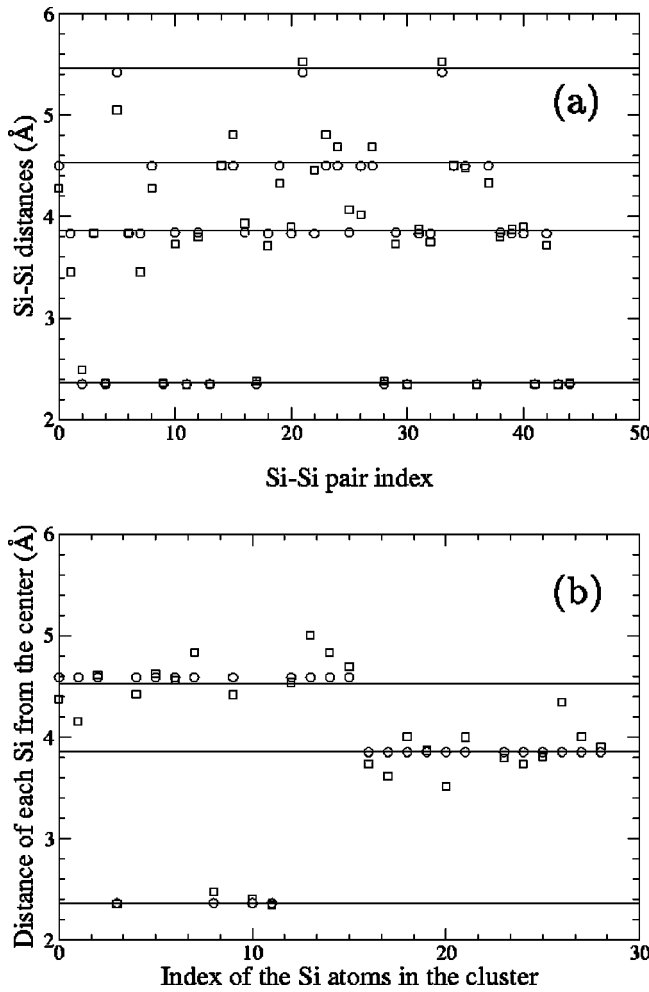 6
(a)
5
Si-Si distances (Å)
4
3
2
0 10 20 30 40 50
Si-Si pair index
6
(b)
5
Distance of each Si from the center (Å)
4
3
2
0 10 20 30
Index of the Si atoms in the cluster